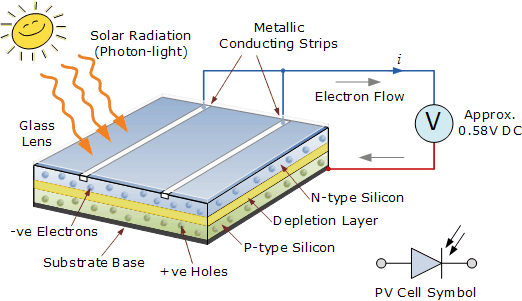 Solar Radiation
(Photon-light)
Metallic
Conducting Strips
i
Electron Flow
Glass
Lens
V
Approx.
0.58V DC
N-type Silicon
Depletion Layer
P-type Silicon
-ve Electrons
Substrate Base
+ve Holes
PV Cell Symbol